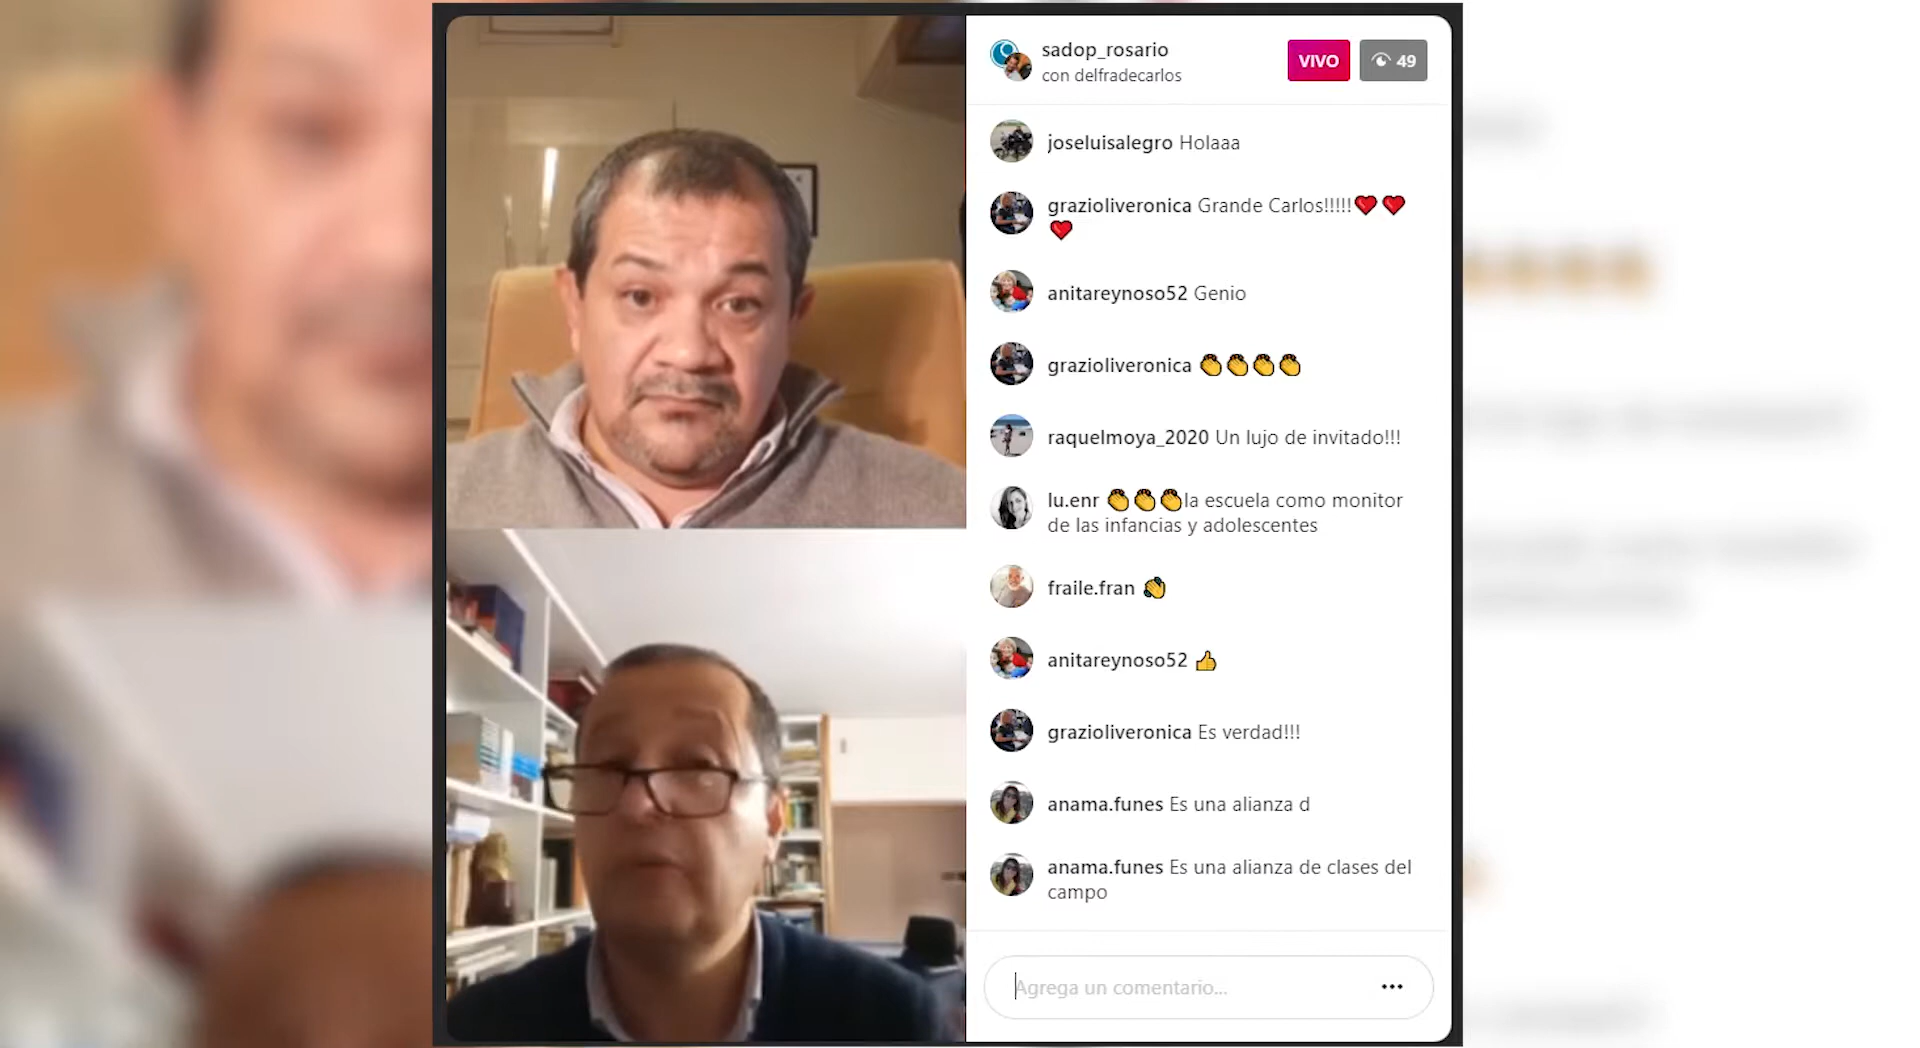 sadop_rosario
con delfradecarlos
VIVO
49
joseluisalegro Holaaa
grazioliveronica Grande Carlos!!!!!❤️❤️
❤️
anitareynoso52 Genio
grazioliveronica 👏👏👏👏
raquelmoya_2020 Un lujo de invitado!!!
lu.enr 👏👏👏la escuela como monitor
de las infancias y adolescentes
fraile.fran 👏
anitareynoso52 👍
grazioliveronica Es verdad!!!
anama.funes Es una alianza d
anama.funes Es una alianza de clases del
campo
Agrega un comentario...